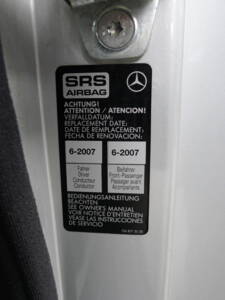 SRS
AIRBAG
ACHTUNG!
ATTENTION / ATENCION!
VERFALLDATUM:
REPLACEMENT DATE:
DATE DE REMPLACEMENT:
FECHA DE RENOVACION:
6-2007 6-2007
Fahrer Beifahrer
Driver Front-Passenger
Conducteur Passager avant
Conductor Acompañante
BEDIENUNGSANLEITUNG
BEACHTEN
SEE OWNER'S MANUAL
VOIR NOTICE D'ENTRETIEN
VEASE LAS INSTRUCCIONES
DE SERVICIO